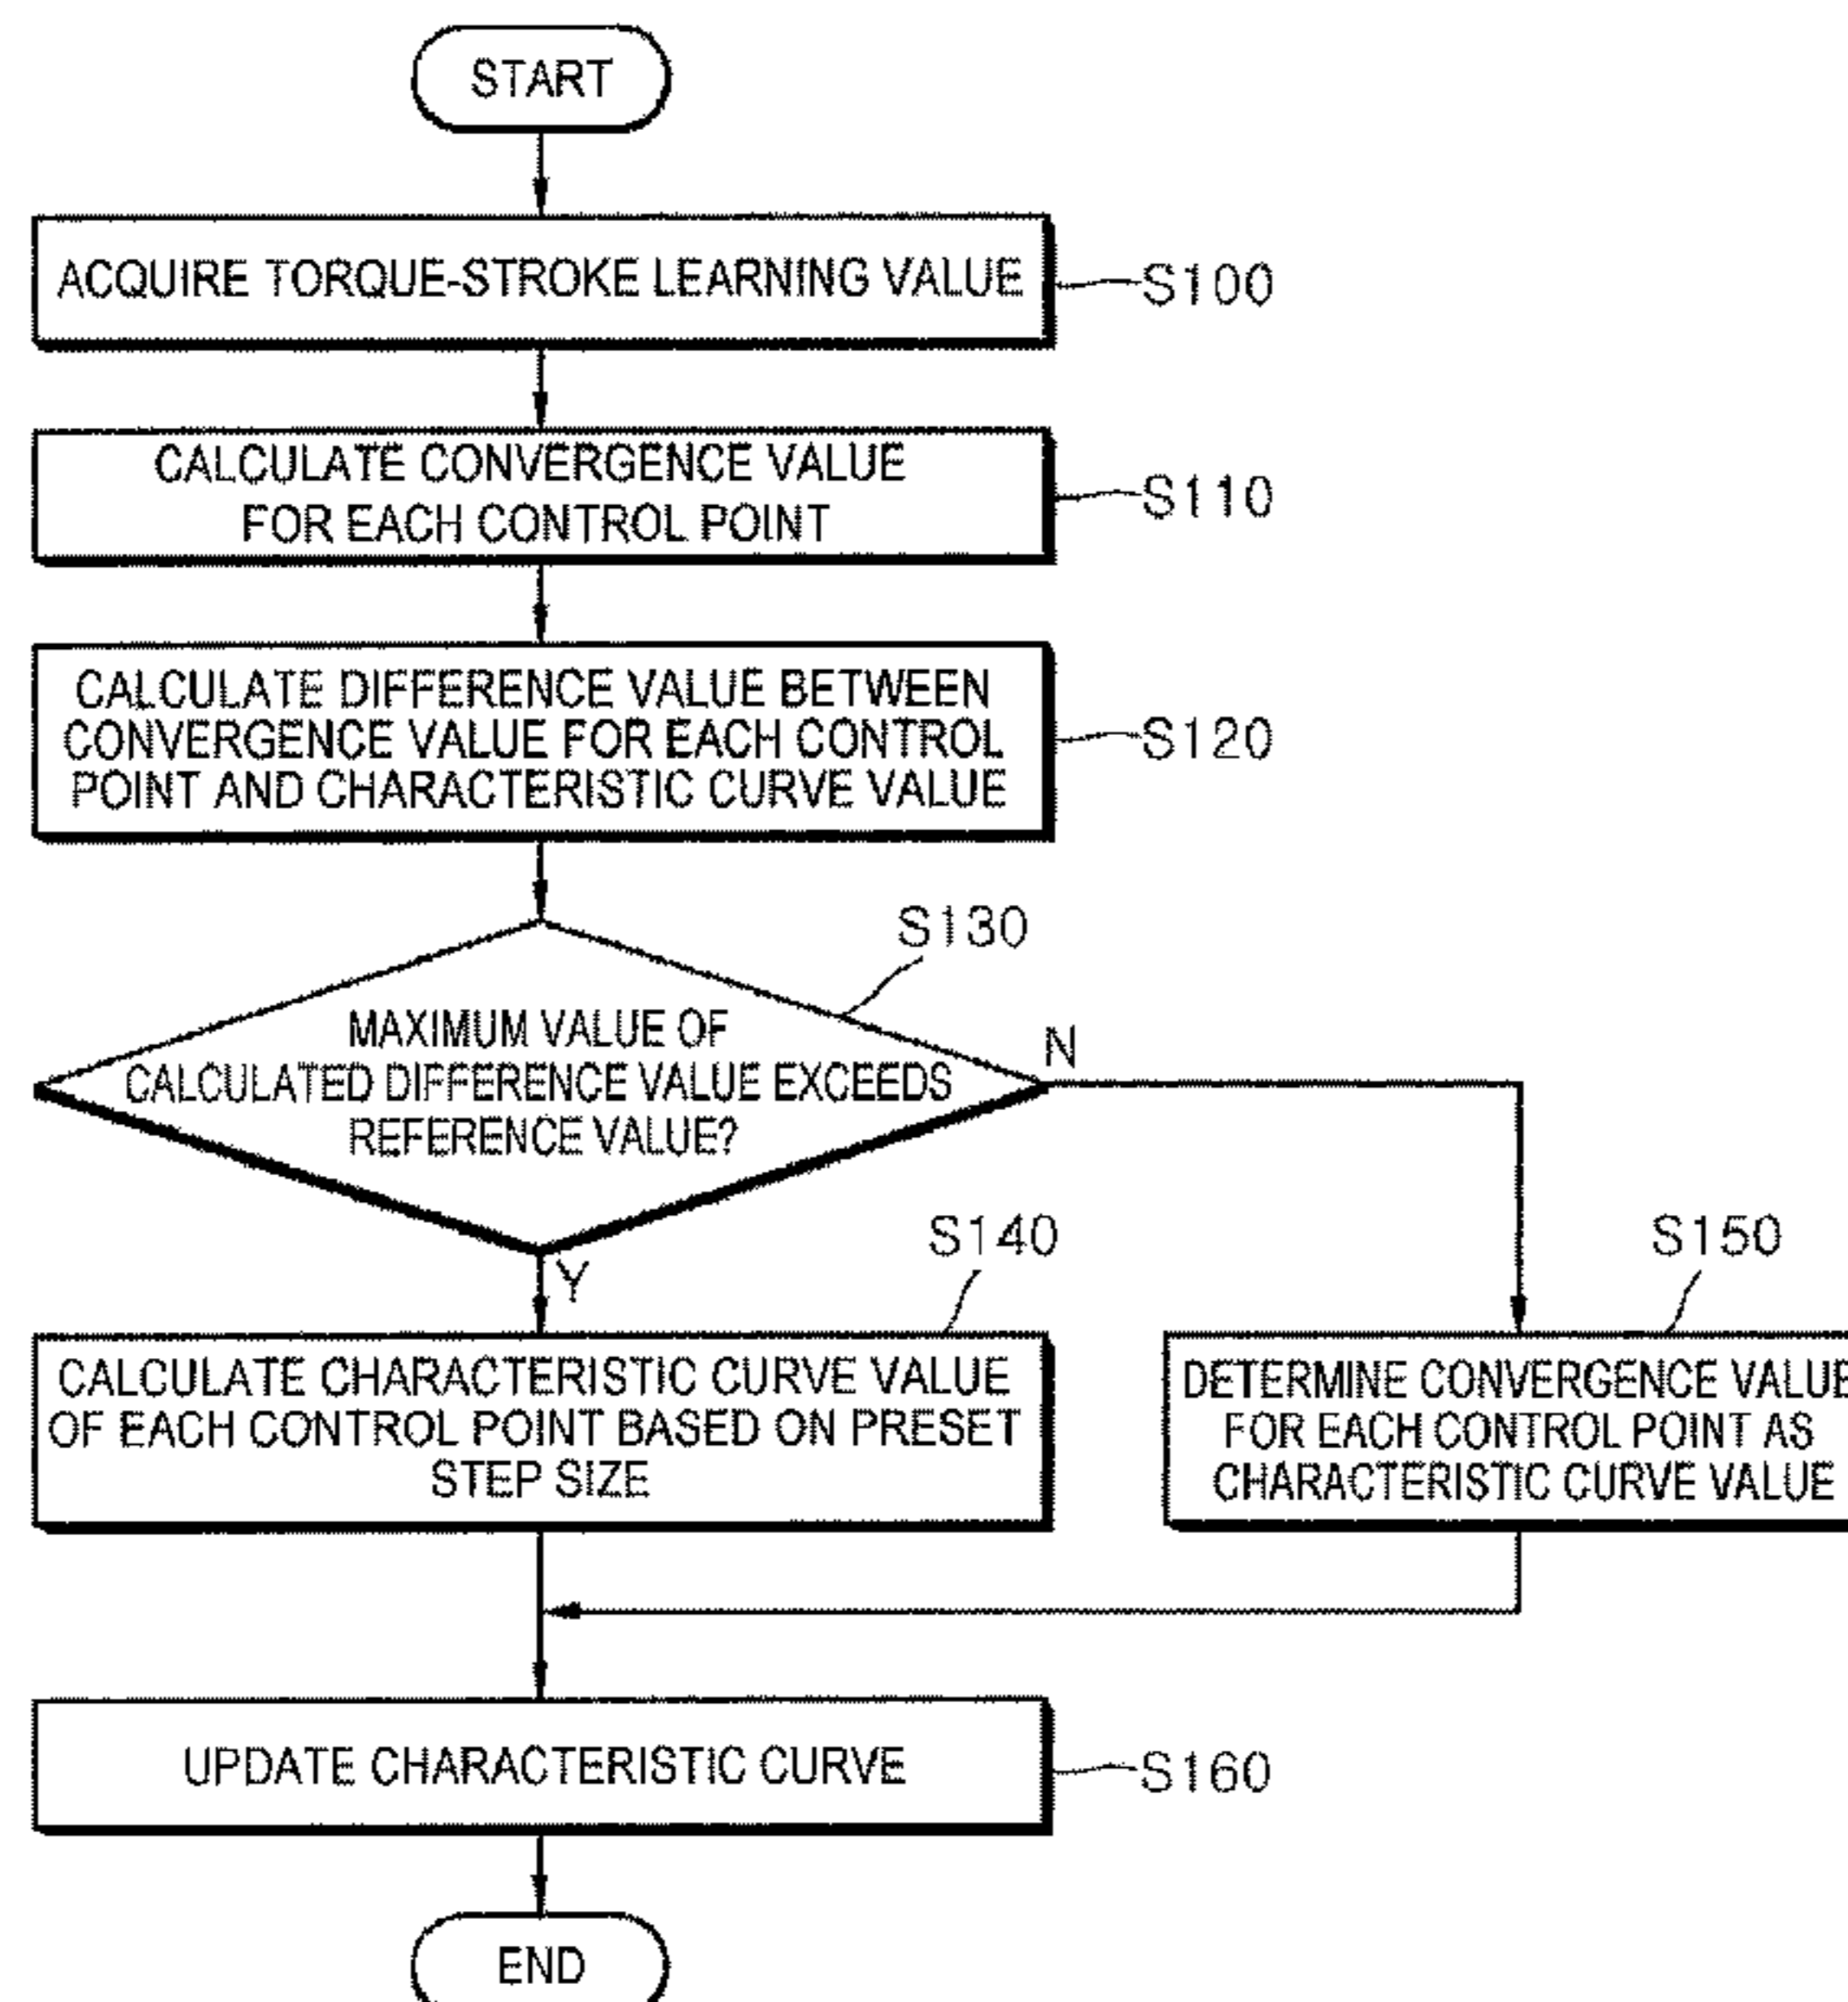 START
ACQUIRE TORQUE-STROKE LEARNING VALUE
S100
CALCULATE CONVERGENCE VALUE
FOR EACH CONTROL POINT
S110
CALCULATE DIFFERENCE VALUE BETWEEN
CONVERGENCE VALUE FOR EACH CONTROL
POINT AND CHARACTERISTIC CURVE VALUE
S120
S130
MAXIMUM VALUE OF
CALCULATED DIFFERENCE VALUE EXCEEDS
REFERENCE VALUE?
N
Y
S140
CALCULATE CHARACTERISTIC CURVE VALUE
OF EACH CONTROL POINT BASED ON PRESET
STEP SIZE
S150
DETERMINE CONVERGENCE VALUE
FOR EACH CONTROL POINT AS
CHARACTERISTIC CURVE VALUE
UPDATE CHARACTERISTIC CURVE
S160
END